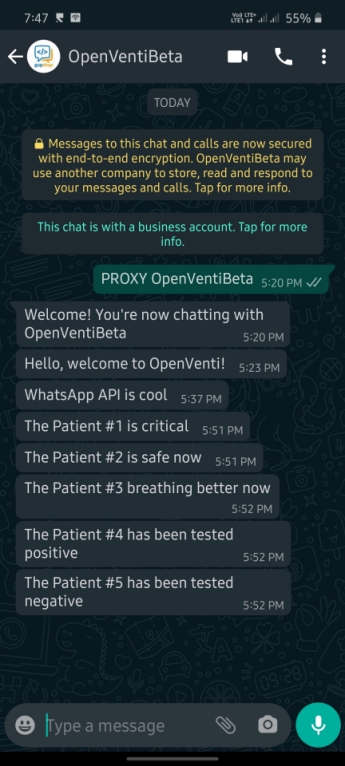 7:47
Vo)) LTE+
LTE1
55%
OpenVentiBeta
TODAY
Messages to this chat and calls are now secured
with end-to-end encryption. OpenVentiBeta may
use another company to store, read and respond to
your messages and calls. Tap for more info.
This chat is with a business account. Tap for more
info.
PROXY OpenVentiBeta 5:20 PM
Welcome! You're now chatting with
OpenVentiBeta
5:20 PM
Hello, welcome to OpenVenti! 5:23 PM
WhatsApp API is cool 5:37 PM
The Patient #1 is critical 5:51 PM
The Patient #2 is safe now 5:51 PM
The Patient #3 breathing better now
5:52 PM
The Patient #4 has been tested
positive
5:52 PM
The Patient #5 has been tested
negative
5:52 PM
Type a message